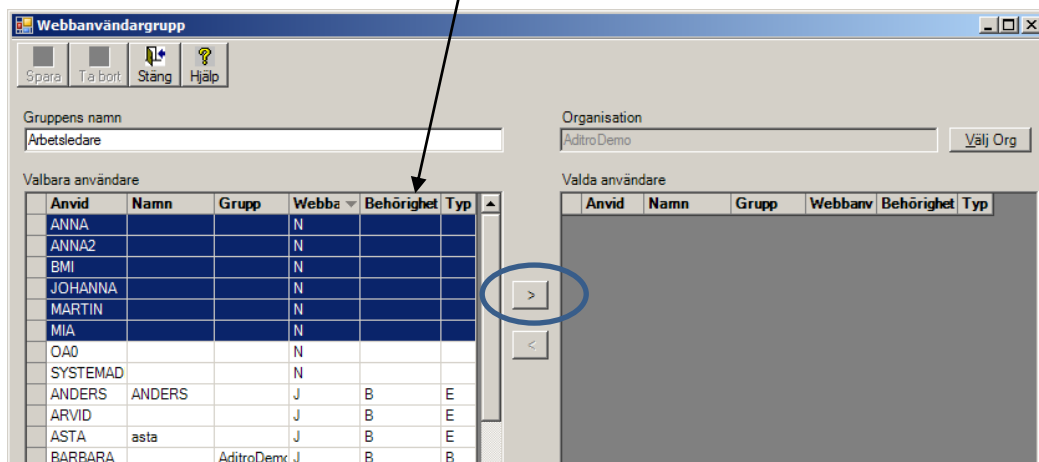 Webbanvändargrupp
Spara Ta bort Stäng Hjälp
Gruppens namn
Arbetsledare
Organisation
AditroDemo Välj Org
Valbara användare
Anvid Namn Grupp Webba Behörighet Typ
ANNA N
ANNA2 N
BMI N
JOHANNA N
MARTIN N
MIA N
OA0 N
SYSTEMAD N
ANDERS ANDERS J B E
ARVID J B E
ASTA asta J B E
BARBARA AditroDemo J B B
>
<
Valda användare
Anvid Namn Grupp Webbanv Behörighet Typ